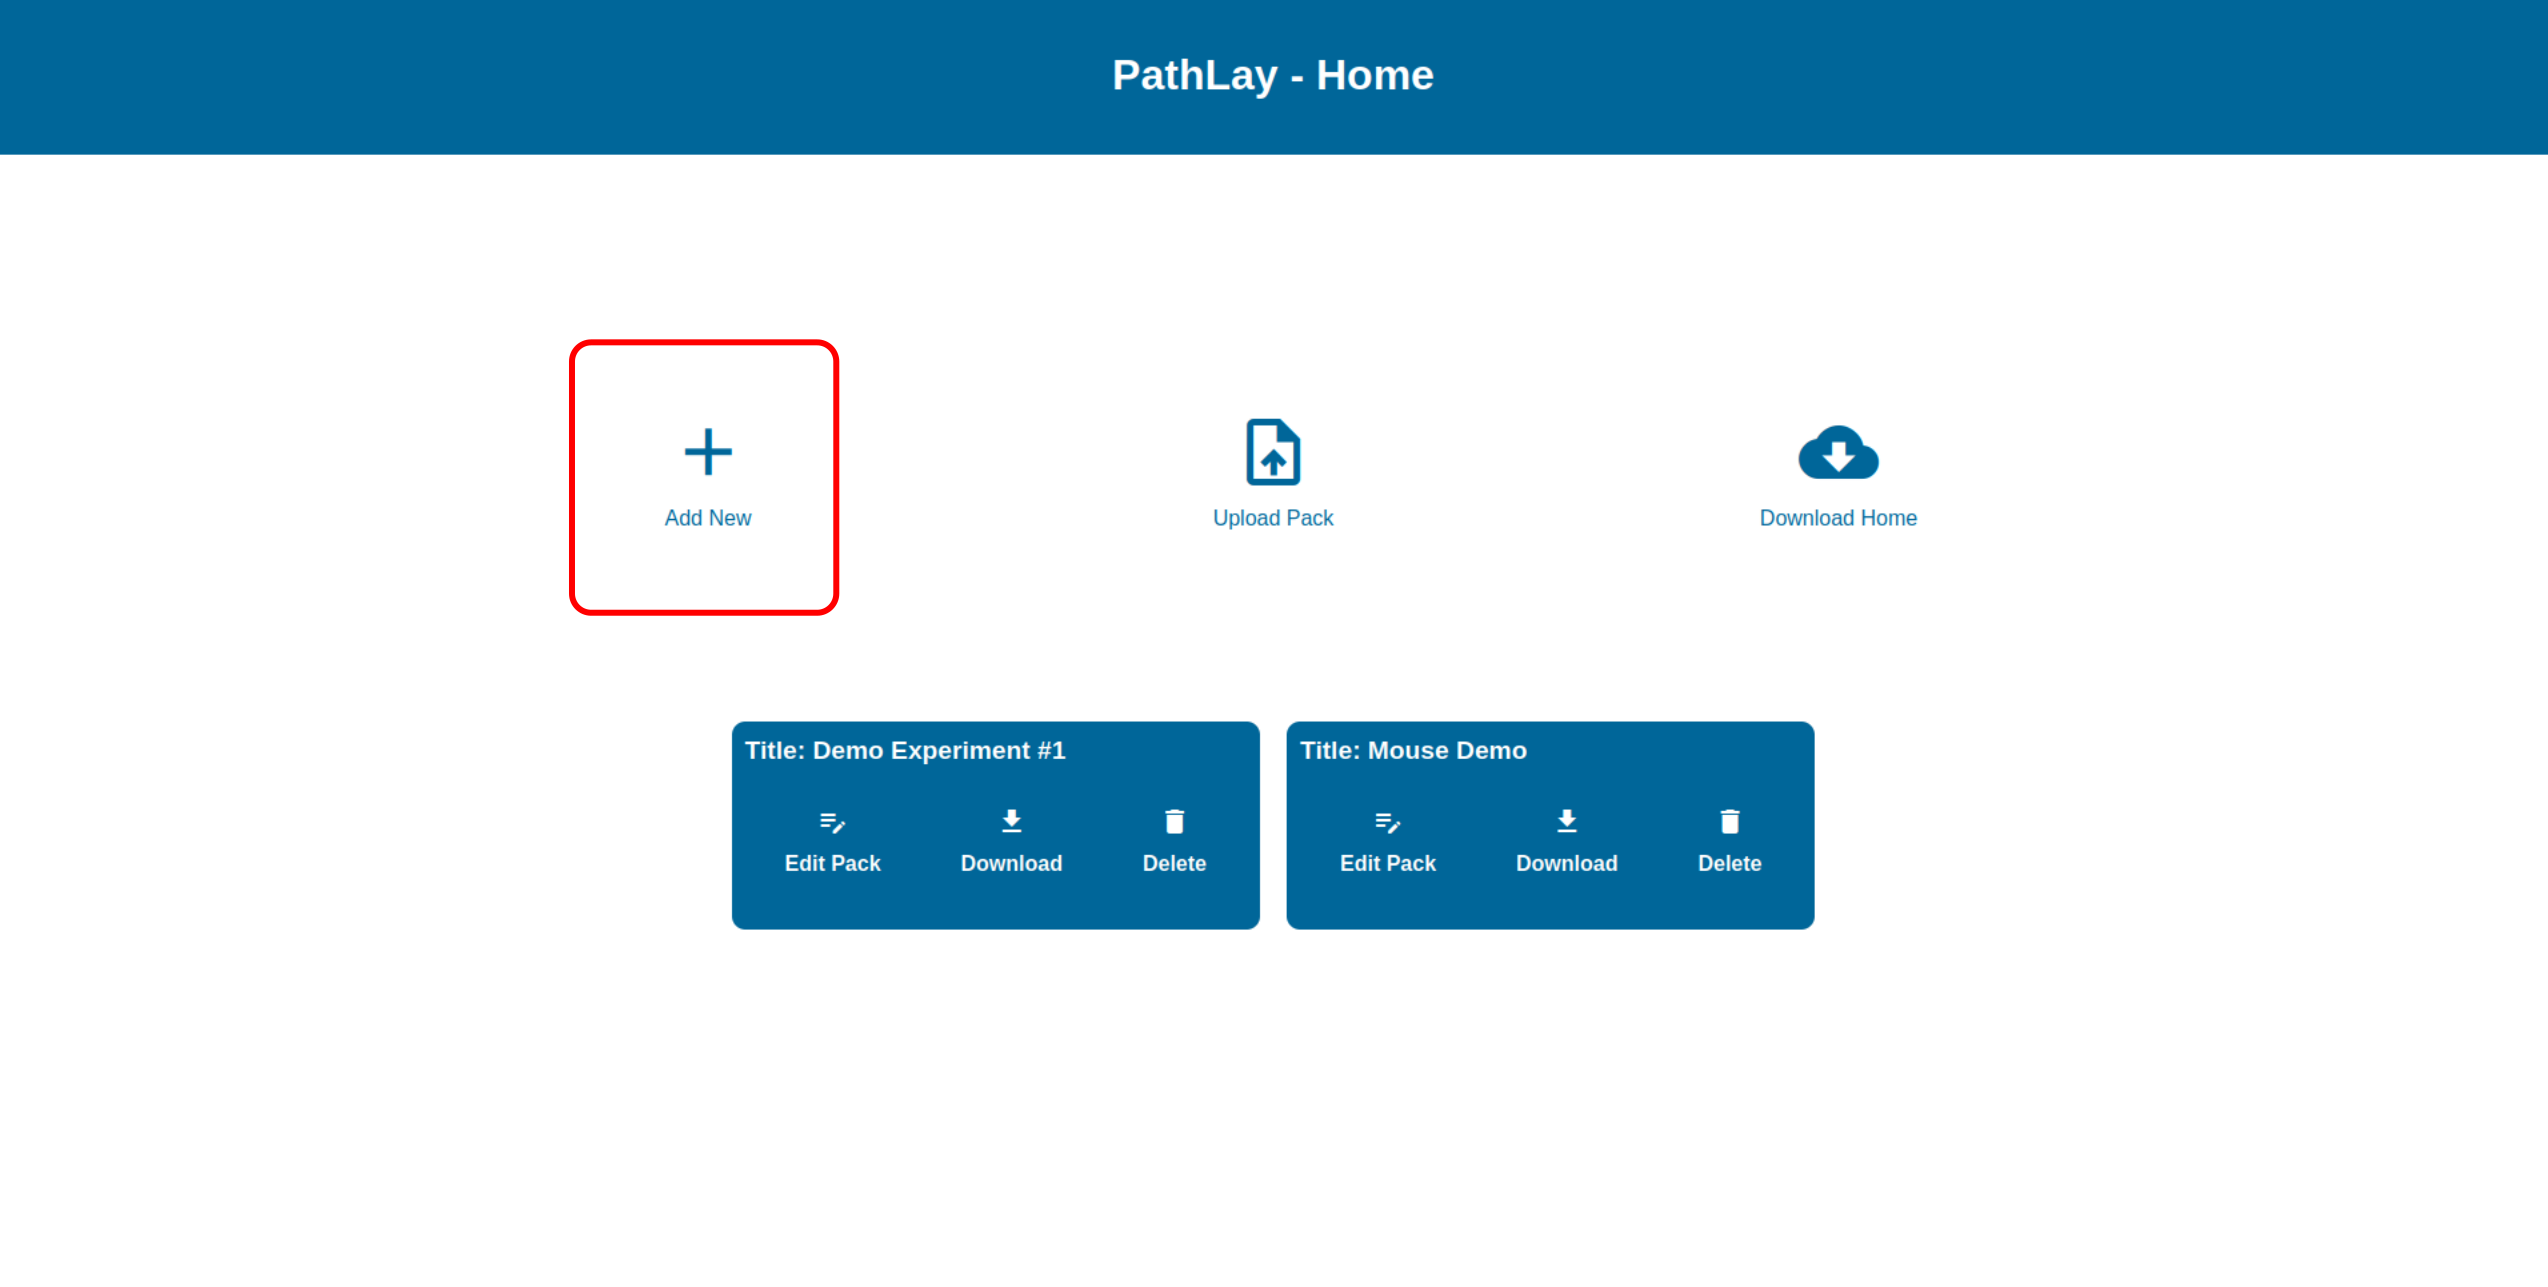 PathLay - Home
Add New
Upload Pack
Download Home
Title: Demo Experiment #1
Edit Pack
Download
Delete
Title: Mouse Demo
Edit Pack
Download
Delete